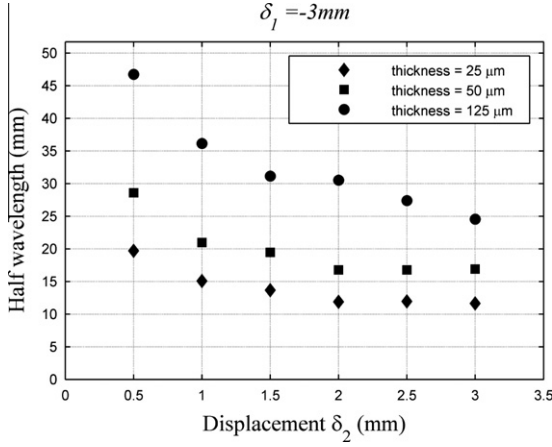 δ₁ =-3mm
thickness = 25 μm
thickness = 50 μm
thickness = 125 μm
Half wavelength (mm)
50
45
40
35
30
25
20
15
10
5
0
0 0.5 1 1.5 2 2.5 3 3.5
Displacement δ₂ (mm)